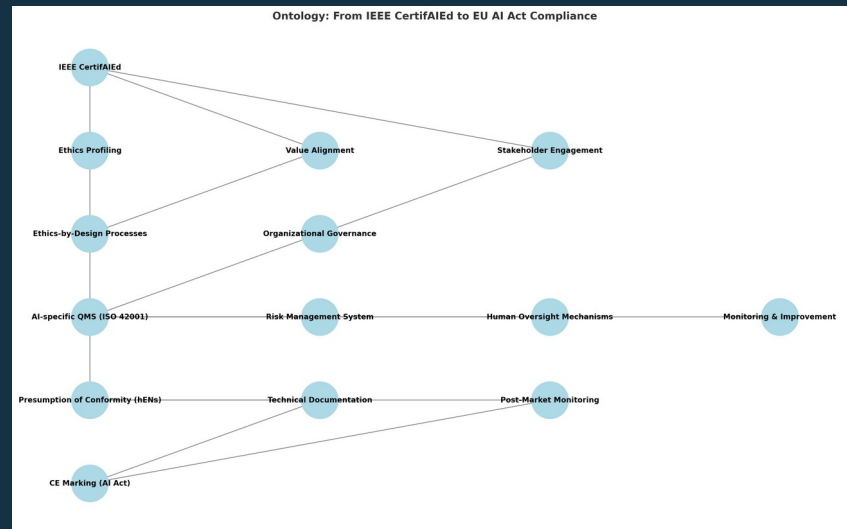 Ontology: From IEEE CertifAIEd to EU AI Act Compliance
IEEE CertifAIEd
Ethics Profiling
Value Alignment
Stakeholder Engagement
Ethics-by-Design Processes
Organizational Governance
AI-specific QMS (ISO 42001)
Risk Management System
Human Oversight Mechanisms
Monitoring & Improvement
Presumption of Conformity (hENs)
Technical Documentation
Post-Market Monitoring
CE Marking (AI Act)